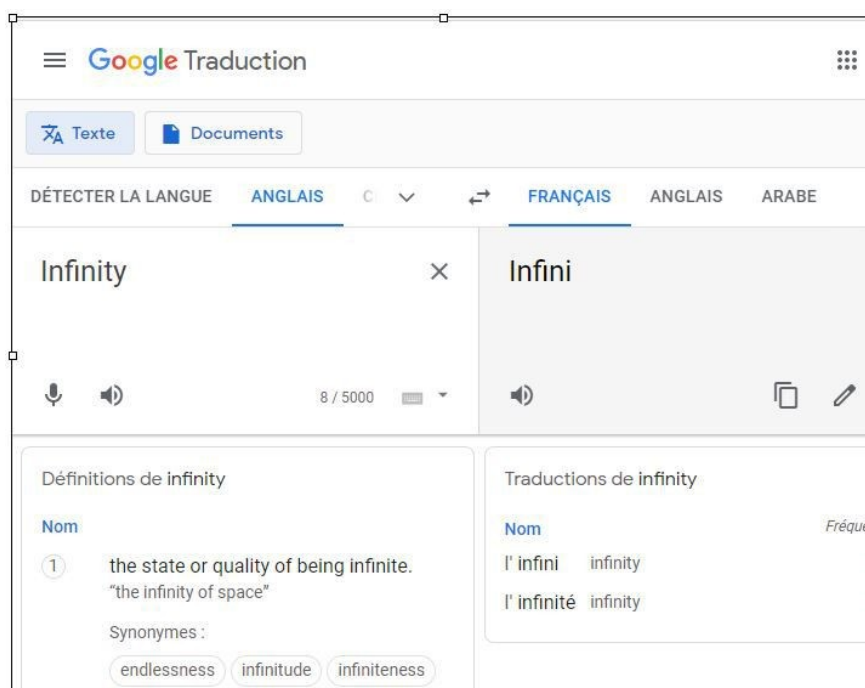 Google Traduction
Texte Documents
DÉTECTER LA LANGUE ANGLAIS FRANÇAIS ANGLAIS ARABE
Infinity Infini
8 / 5000
Définitions de infinity
Nom
1 the state or quality of being infinite.
“the infinity of space”
Synonymes :
endlessness infinitude infiniteness
Traductions de infinity
Nom Fréqu
l' infini infinity
l' infinité infinity